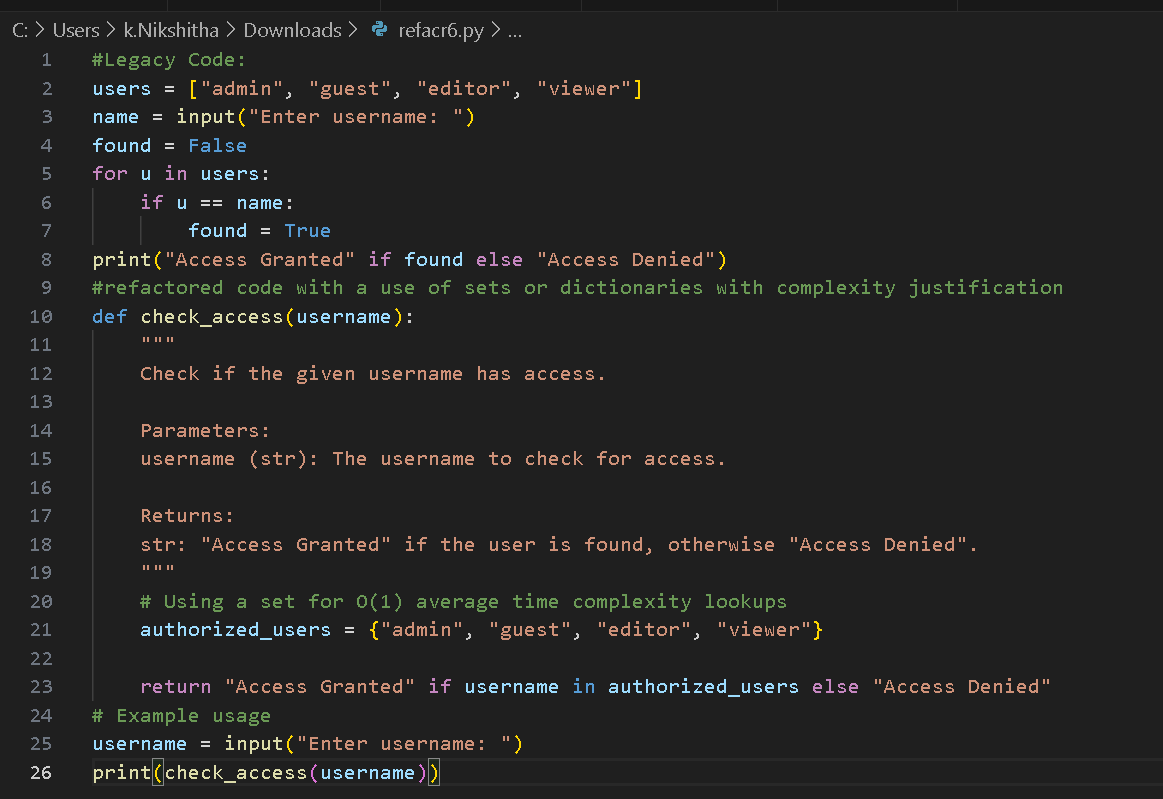 C: > Users > k.Nikshitha > Downloads > refacr6.py > ...
1 #Legacy Code:
2 users = ["admin", "guest", "editor", "viewer"]
3 name = input("Enter username: ")
4 found = False
5 for u in users:
6     if u == name:
7         found = True
8 print("Access Granted" if found else "Access Denied")
9 #refactored code with a use of sets or dictionaries with complexity justification
10 def check_access(username):
11     """
12     Check if the given username has access.
13
14     Parameters:
15     username (str): The username to check for access.
16
17     Returns:
18     str: "Access Granted" if the user is found, otherwise "Access Denied".
19     """
20     # Using a set for O(1) average time complexity lookups
21     authorized_users = {"admin", "guest", "editor", "viewer"}
22
23     return "Access Granted" if username in authorized_users else "Access Denied"
24 # Example usage
25 username = input("Enter username: ")
26 print(check_access(username))